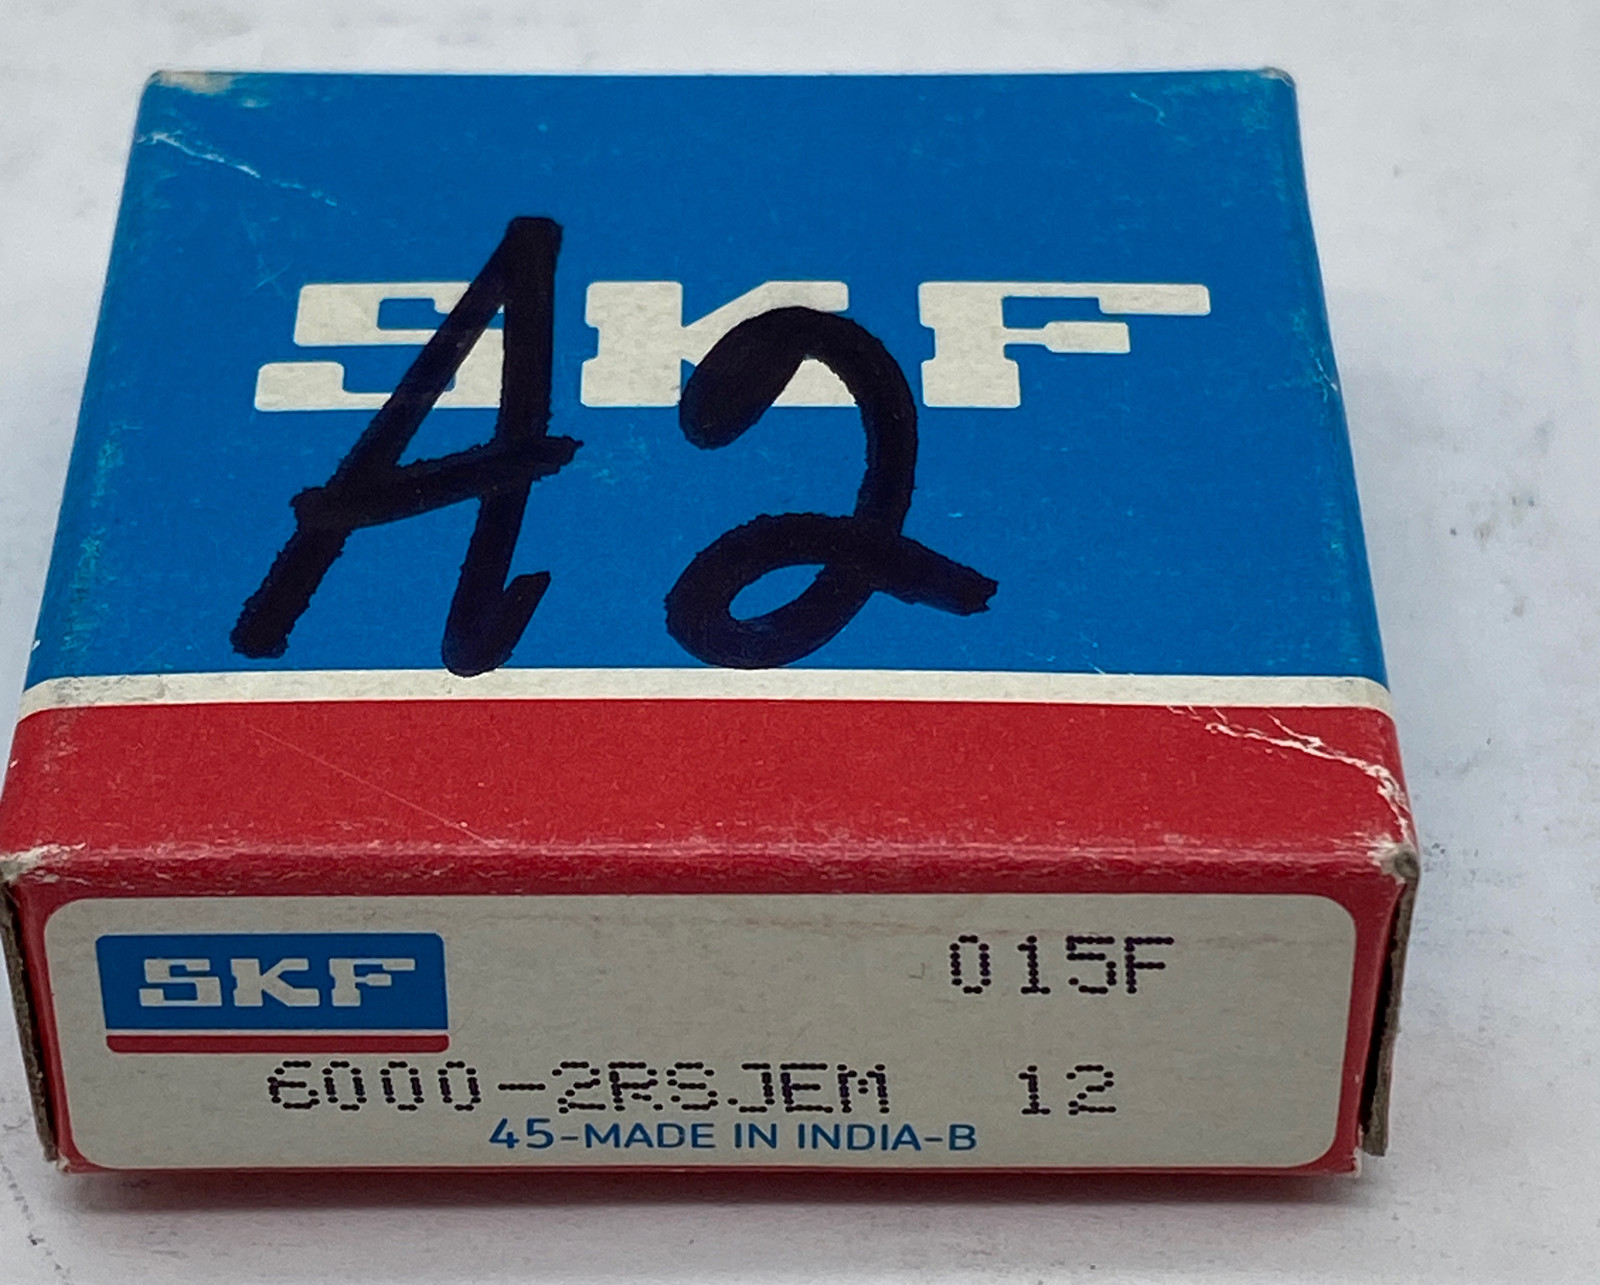 SKF
A2
SKF
015F
6000-2RSJEM 12
45-MADE IN INDIA-B